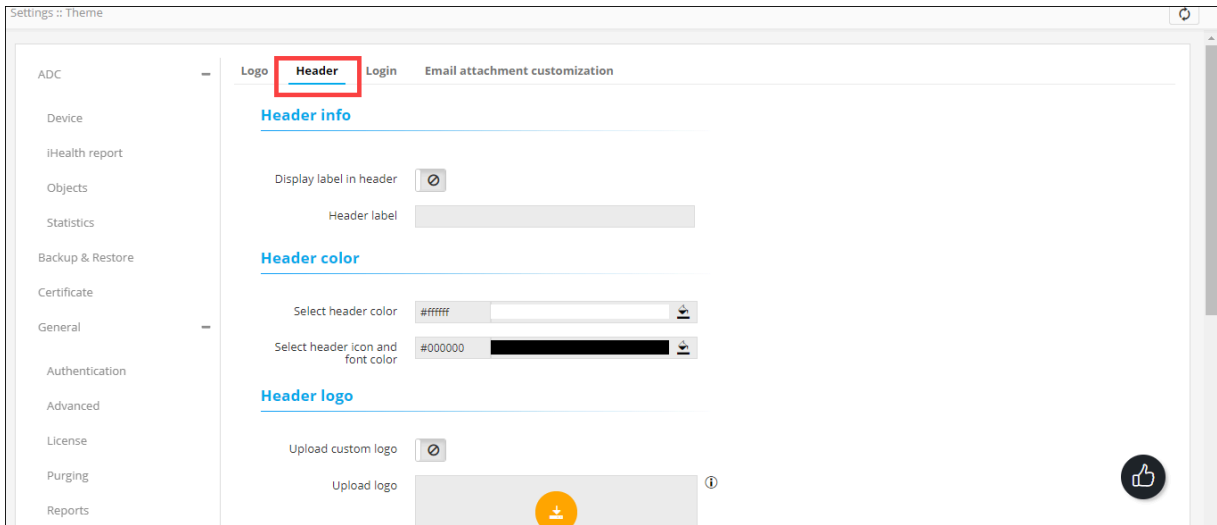 Settings :: Theme
ADC
Device
iHealth report
Objects
Statistics
Backup & Restore
Certificate
General
Authentication
Advanced
License
Purging
Reports
Logo Header Login Email attachment customization
Header info
Display label in header
Header label
Header color
Select header color #ffffff
Select header icon and
font color #000000
Header logo
Upload custom logo
Upload logo